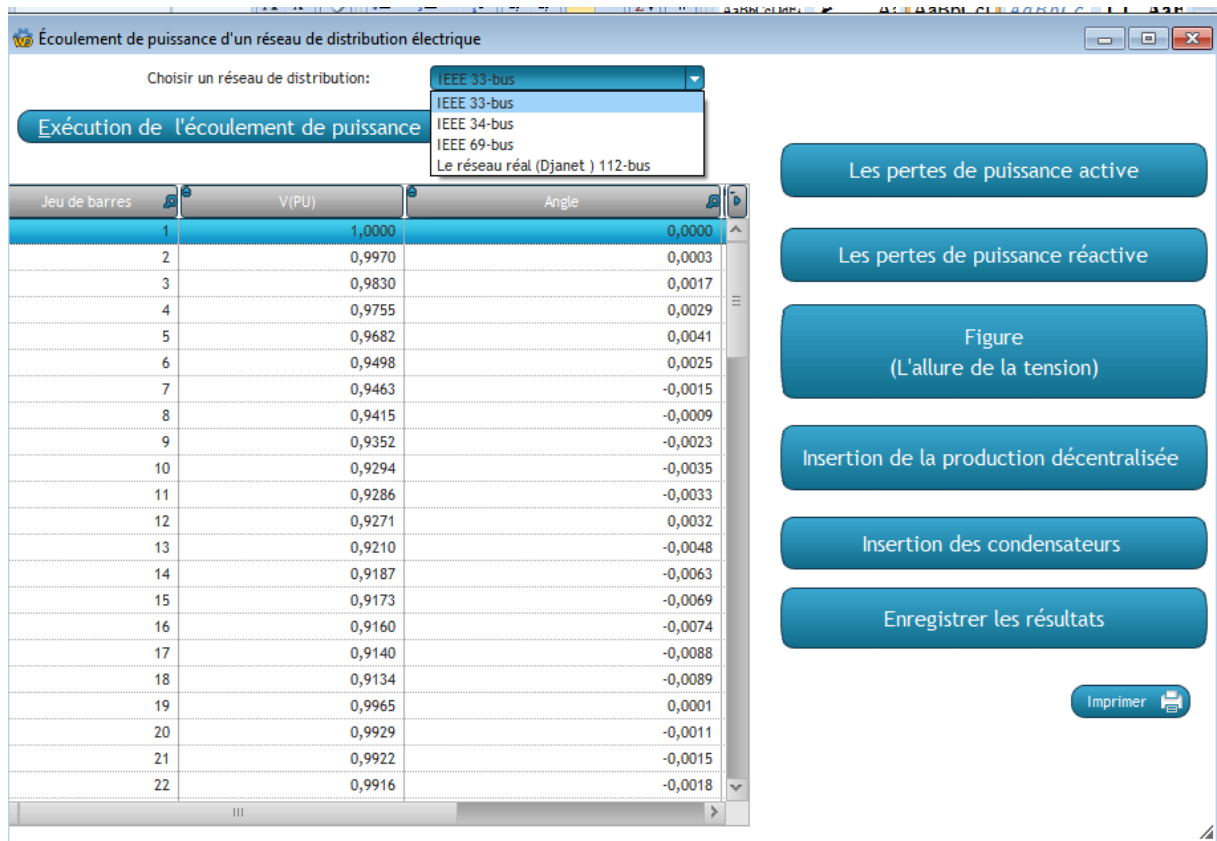 Écoulement de puissance d'un réseau de distribution électrique
Choisir un réseau de distribution:
IEEE 33-bus
IEEE 33-bus
IEEE 34-bus
IEEE 69-bus
Le réseau réal (Djanet ) 112-bus
Exécution de l'écoulement de puissance
Jeu de barres V(PU) Angle
1 1,0000 0,0000
2 0,9970 0,0003
3 0,9830 0,0017
4 0,9755 0,0029
5 0,9682 0,0041
6 0,9498 0,0025
7 0,9463 -0,0015
8 0,9415 -0,0009
9 0,9352 -0,0023
10 0,9294 -0,0035
11 0,9286 -0,0033
12 0,9271 0,0032
13 0,9210 -0,0048
14 0,9187 -0,0063
15 0,9173 -0,0069
16 0,9160 -0,0074
17 0,9140 -0,0088
18 0,9134 -0,0089
19 0,9965 0,0001
20 0,9929 -0,0011
21 0,9922 -0,0015
22 0,9916 -0,0018
Les pertes de puissance active
Les pertes de puissance réactive
Figure
(L'allure de la tension)
Insertion de la production décentralisée
Insertion des condensateurs
Enregistrer les résultats
Imprimer